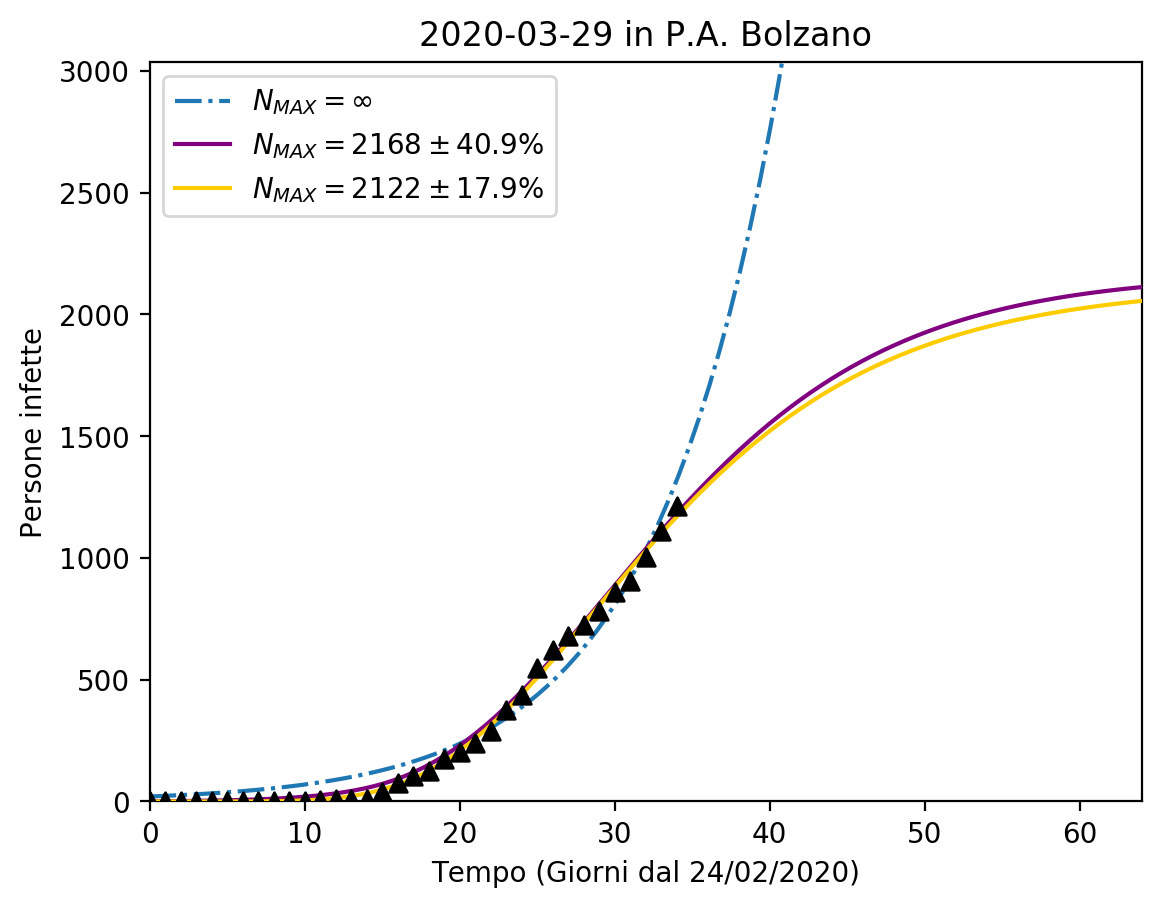 2020-03-29 in P.A. Bolzano
N_MAX = ∞
N_MAX = 2168 ± 40.9%
N_MAX = 2122 ± 17.9%
Persone infette
3000
2500
2000
1500
1000
500
0
0 10 20 30 40 50 60
Tempo (Giorni dal 24/02/2020)